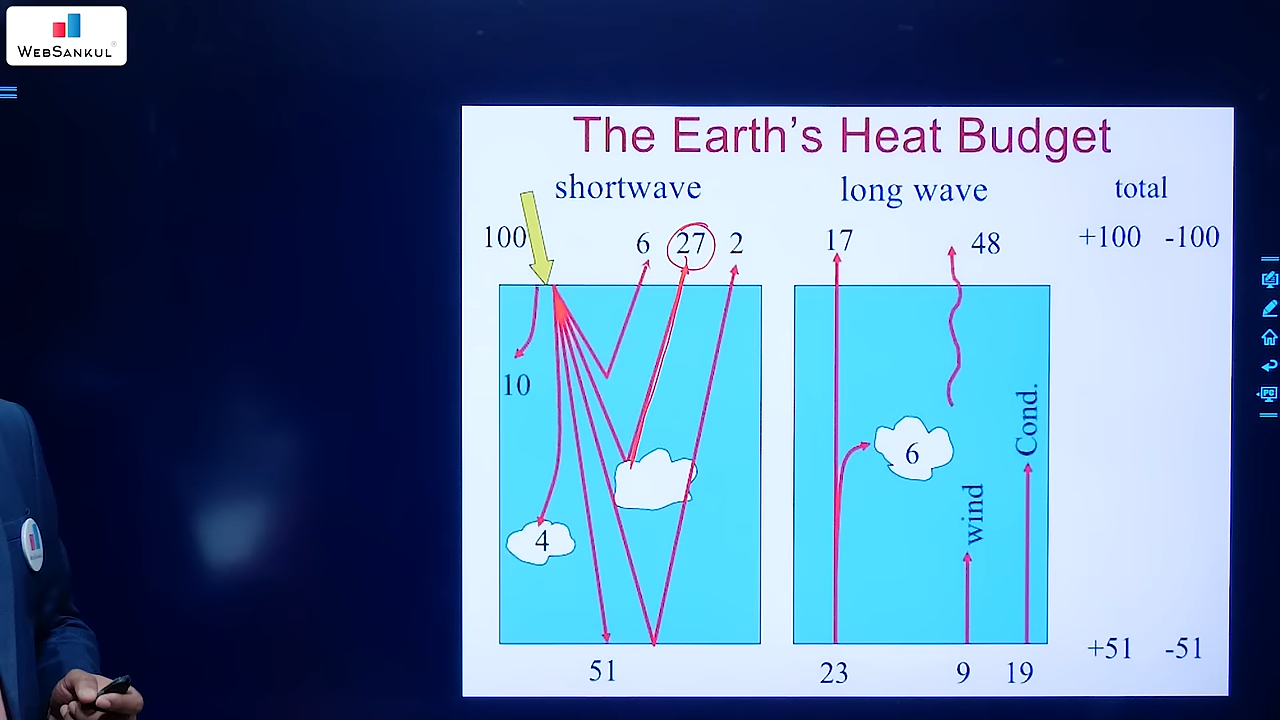 WEBSANKUL
The Earth's Heat Budget
shortwave long wave total
100 6 27 2 17 48 +100 -100
10
4
6
wind
Cond.
51 23 9 19 +51 -51
PC